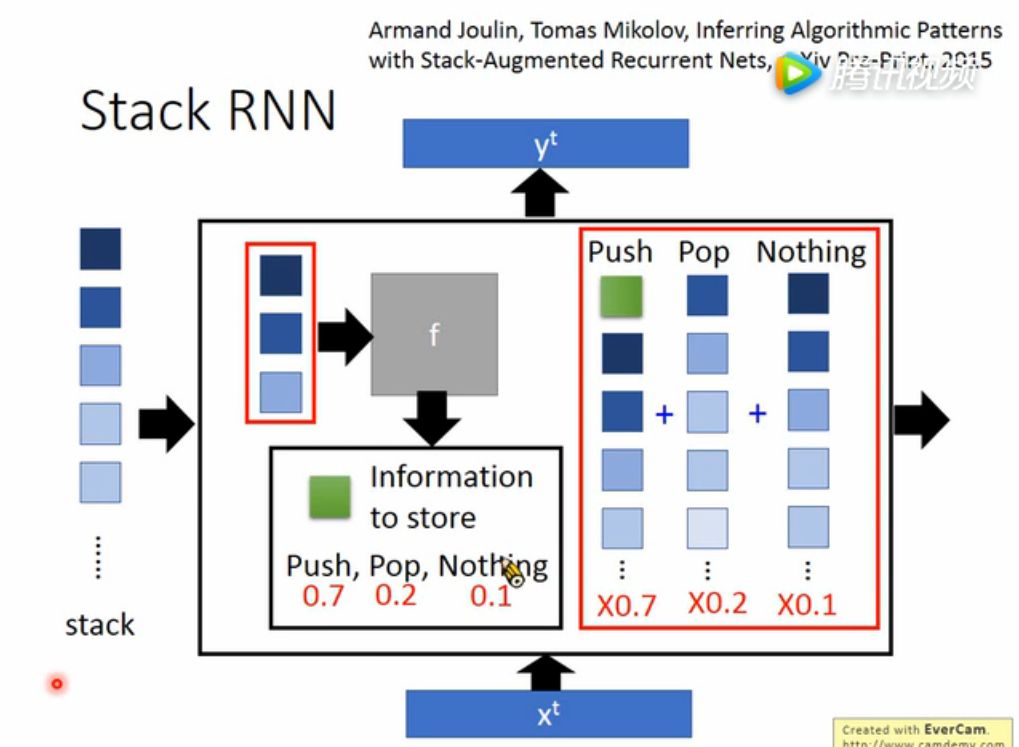 Armand Joulin, Tomas Mikolov, Inferring Algorithmic Patterns
with Stack-Augmented Recurrent Nets, Pre-Print, 2015
腾讯视频
Stack RNN
yᵗ
Push Pop Nothing
f
+ +
Information
to store
Push, Pop, Nothing
0.7 0.2 0.1
X0.7 X0.2 X0.1
stack
xᵗ
Created with EverCam.
http://www.camdemy.com